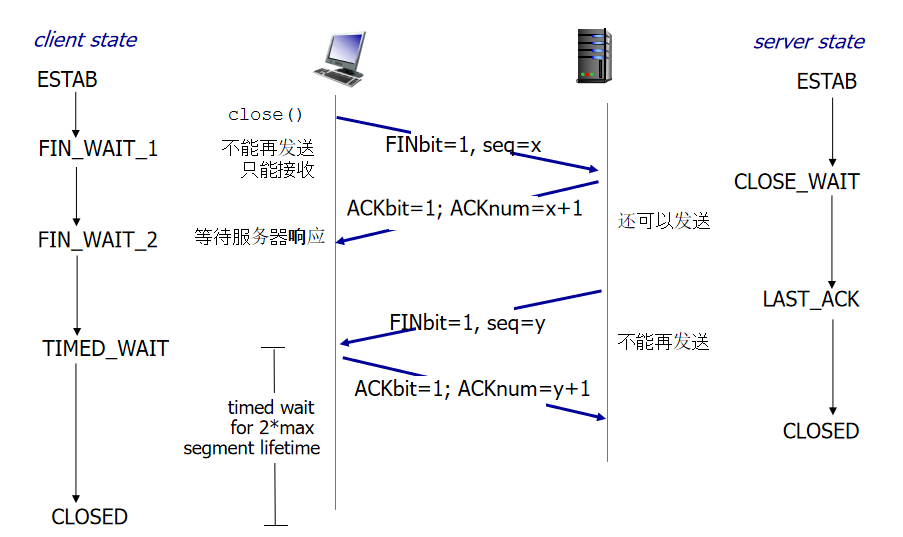 client state
server state
ESTAB
ESTAB
close()
不能再发送
只能接收
FIN_WAIT_1
FINbit=1, seq=x
CLOSE_WAIT
ACKbit=1; ACKnum=x+1
还可以发送
FIN_WAIT_2
等待服务器响应
LAST_ACK
FINbit=1, seq=y
不能再发送
TIMED_WAIT
ACKbit=1; ACKnum=y+1
timed wait
for 2*max
segment lifetime
CLOSED
CLOSED